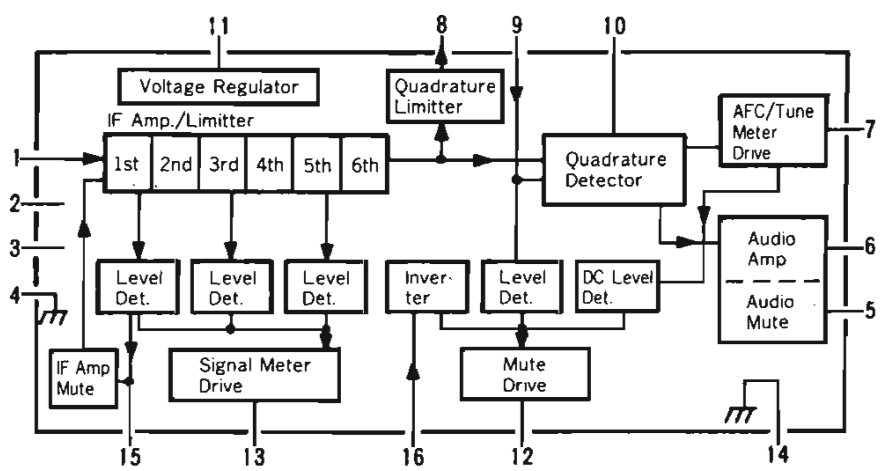 11
8
9
10
Voltage Regulator
Quadrature
Limitter
AFC/Tune
Meter
Drive
7
IF Amp./Limitter
1
1st
2nd
3rd
4th
5th
6th
Quadrature
Detector
2
3
4
Audio
Amp
6
Audio
Mute
5
Level
Det.
Level
Det.
Level
Det.
Inver-
ter
Level
Det.
DC Level
Det.
IF Amp
Mute
Signal Meter
Drive
Mute
Drive
15
13
16
12
14